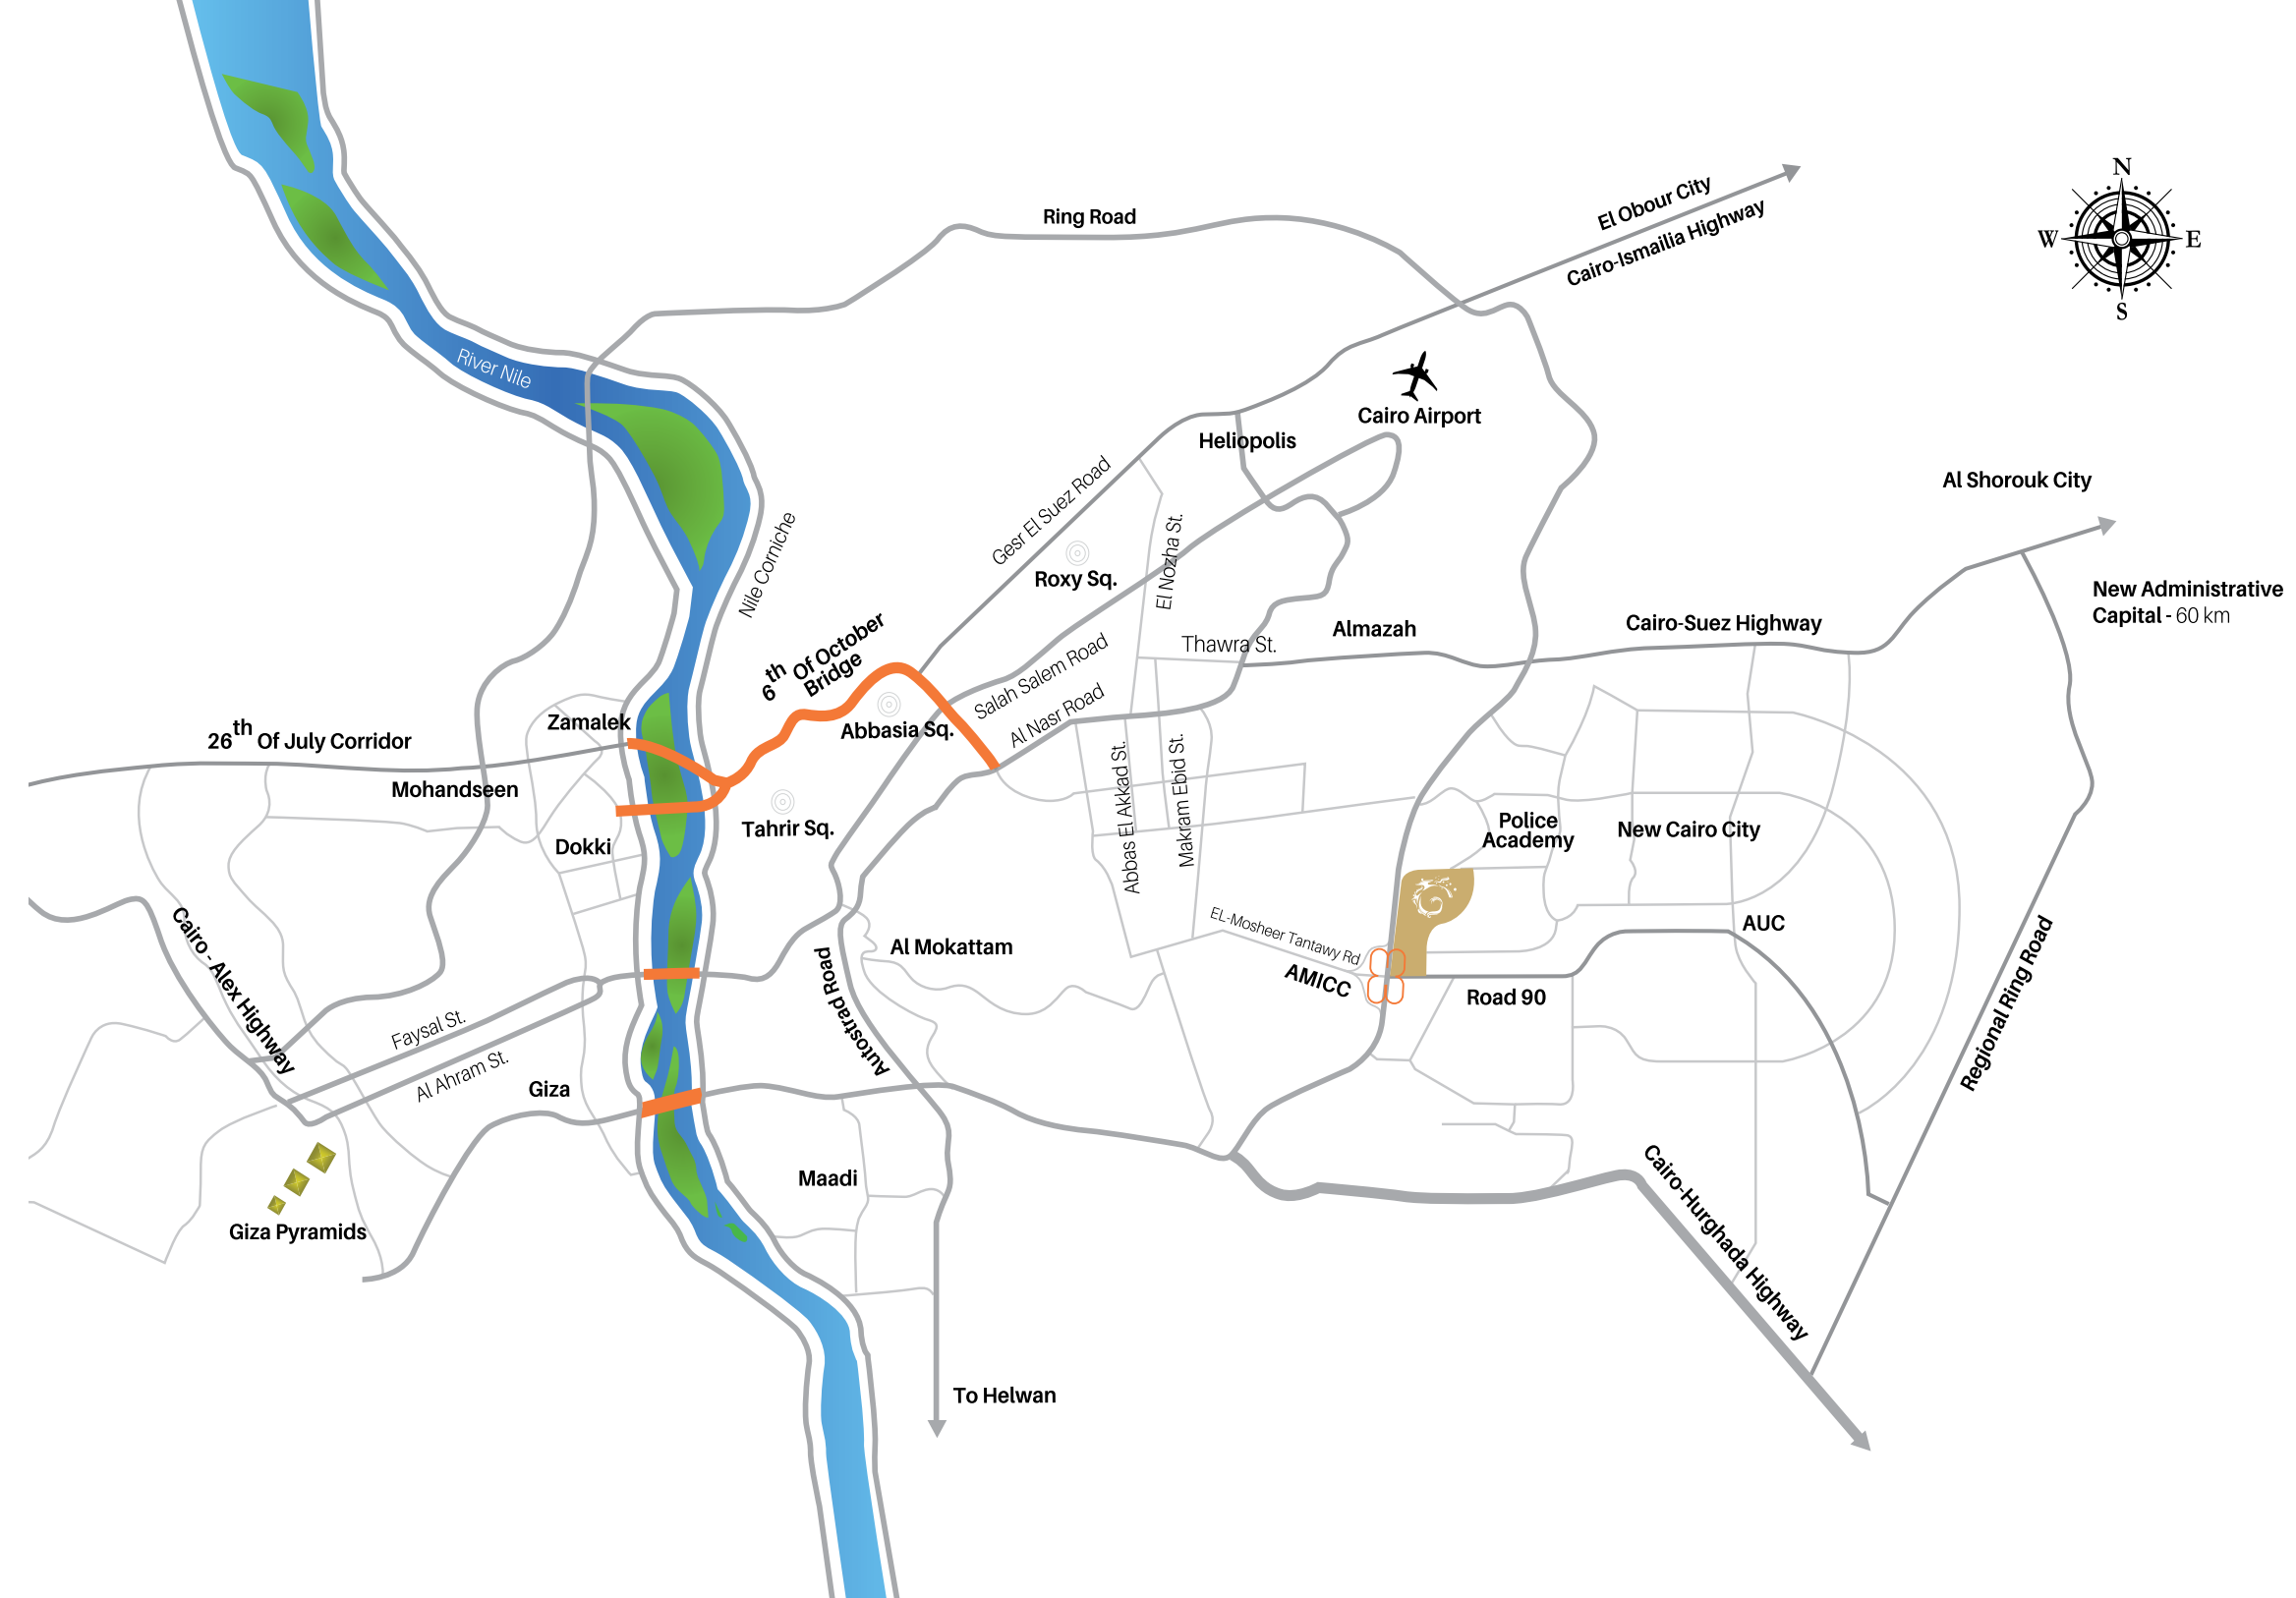 N
W
E
S
El Obour City
Cairo-Ismailia Highway
Ring Road
River Nile
Cairo Airport
Heliopolis
Gesr El Suez Road
Al Shorouk City
Nile Corniche
Roxy Sq.
El Nozha St.
New Administrative
Capital - 60 km
6th Of October
Bridge
Salah Salem Road
Thawra St.
Almazah
Cairo-Suez Highway
Zamalek
Abbasia Sq.
Al Nasr Road
26th Of July Corridor
Mohandseen
Tahrir Sq.
Dokki
Abbas El Akkad St.
Makram Ebid St.
Police
Academy
New Cairo City
AUC
Cairo - Alex Highway
Al Mokattam
EL-Mosheer Tantawy Rd
AMICC
Road 90
Autostrad Road
Regional Ring Road
Faysal St.
Al Ahram St.
Giza
Maadi
Giza Pyramids
Cairo-Hurghada Highway
To Helwan